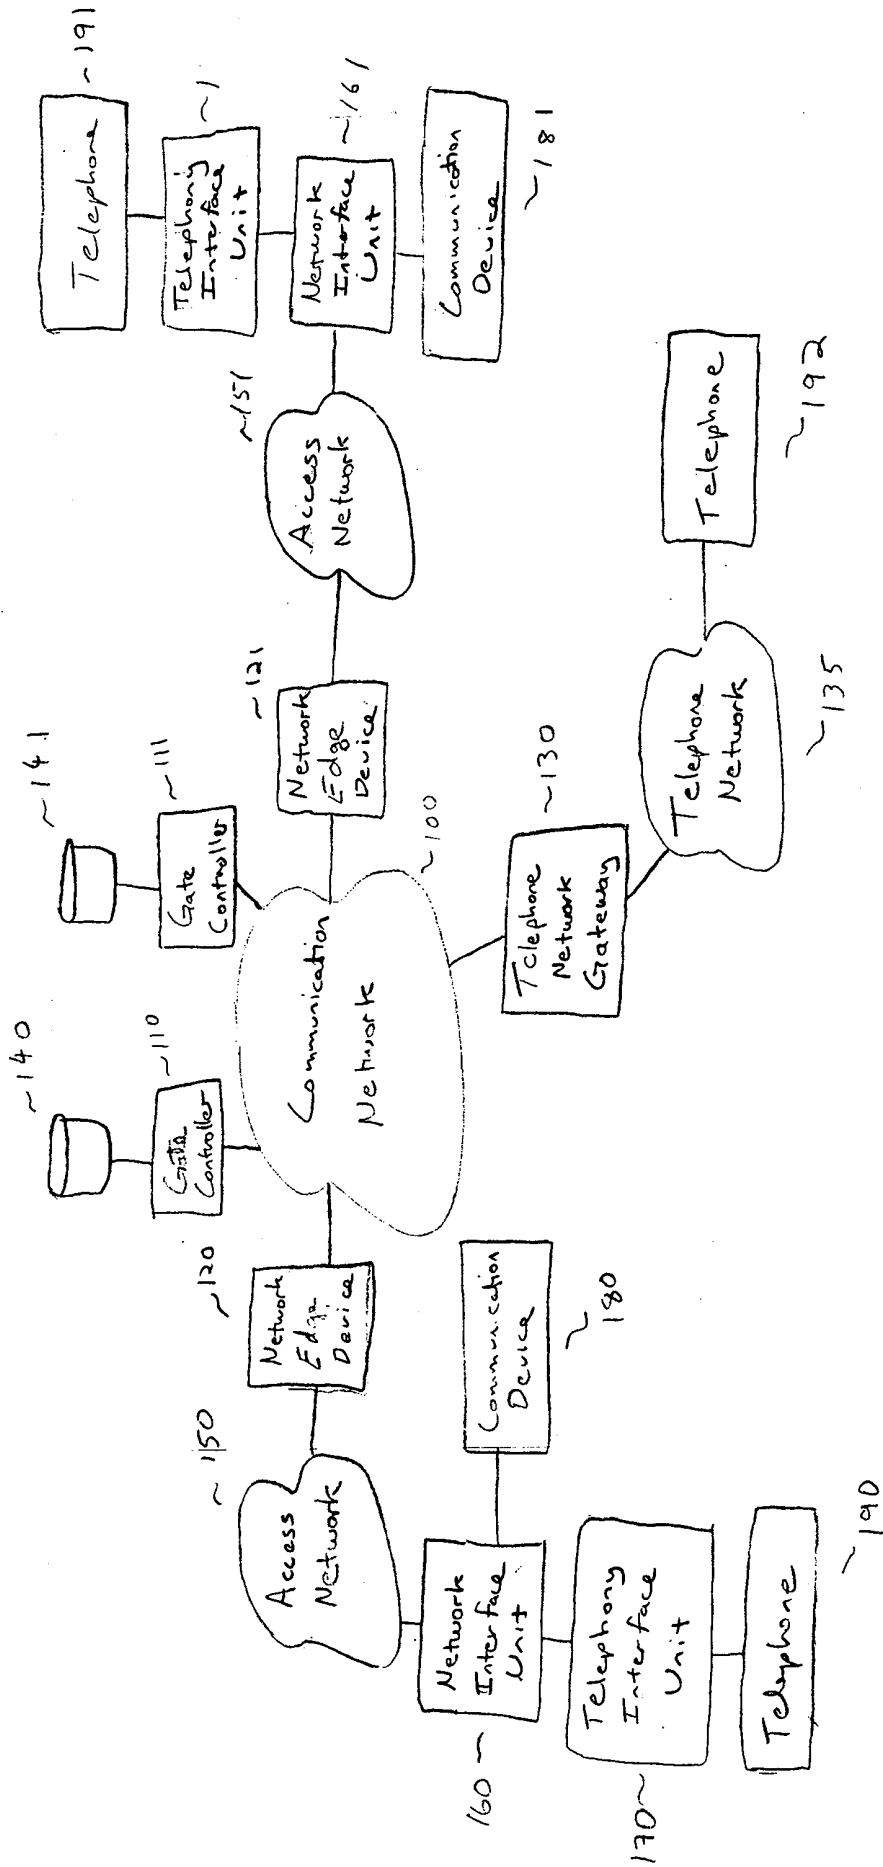 ~140
~141
~110
~111
Gate
Controller
Gate
Controller
~191
Telephone
~1
Telephony
Interface
Unit
~161
Network
Interface
Unit
Communication
Device
~181
~151
Access
Network
~121
Network
Edge
Device
~100
Communication
Network
~120
Network
Edge
Device
~150
Access
Network
160~
Network
Interface
Unit
Communication
Device
~180
170~
Telephony
Interface
Unit
Telephone
~190
~130
Telephone
Network
Gateway
Telephone
Network
~135
Telephone
~192